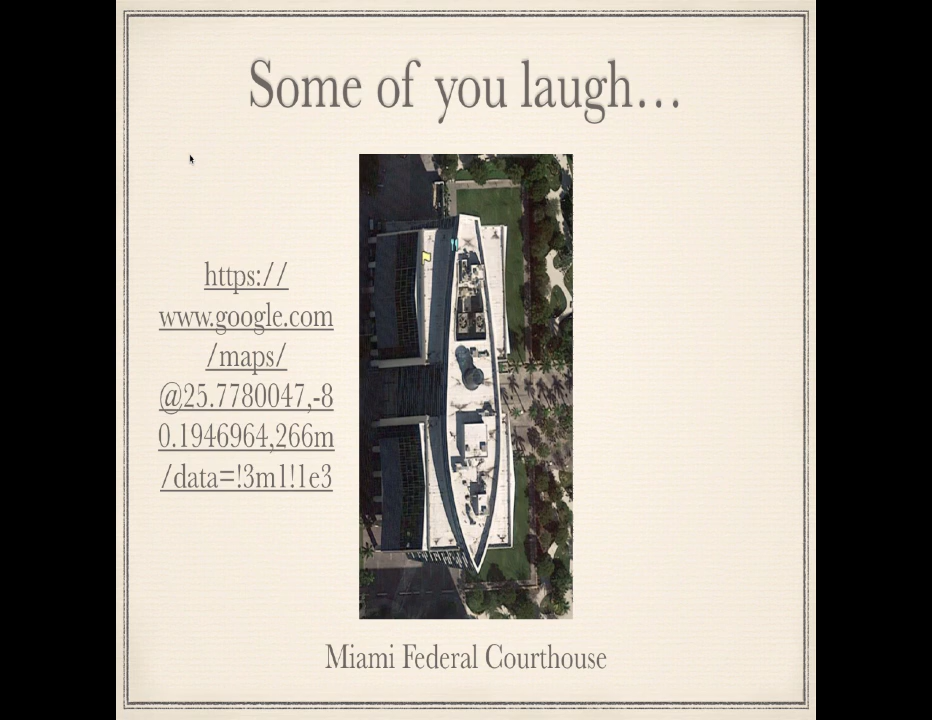 Some of you laugh...
https://
www.google.com
/maps/
@25.7780047,-8
0.1946964,266m
/data=!3m1!1e3
Miami Federal Courthouse